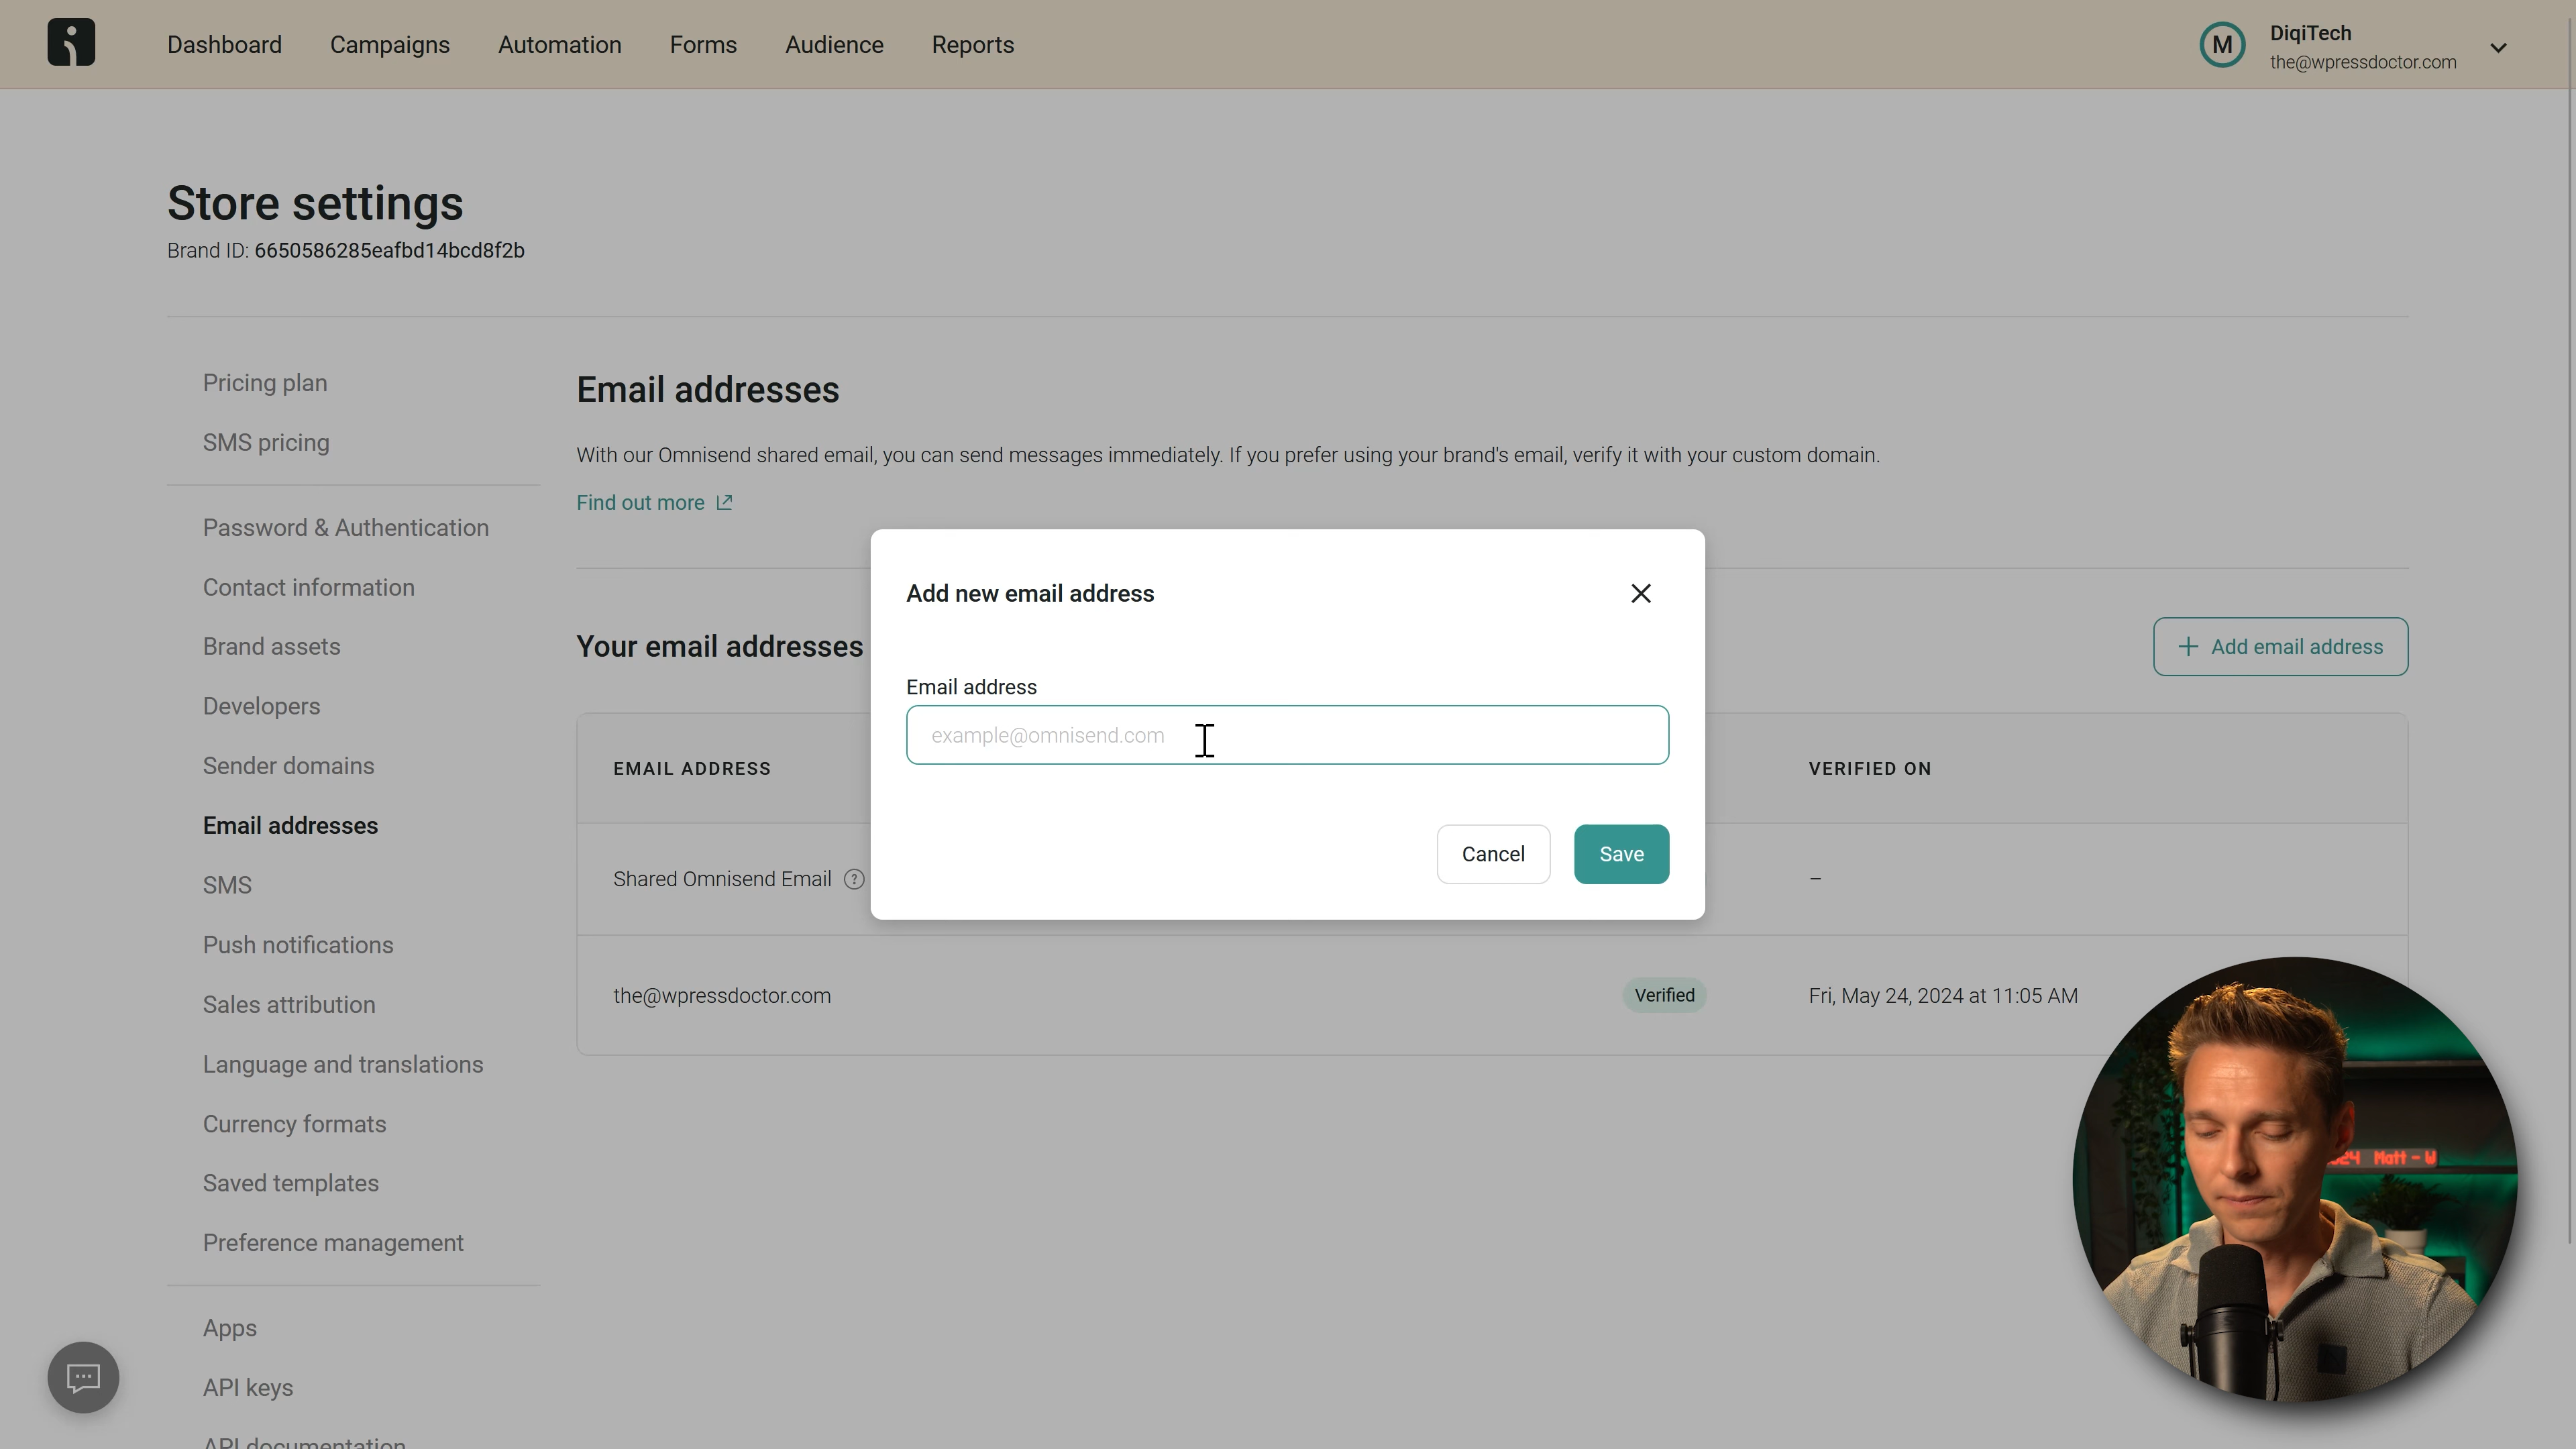 Dashboard
Campaigns
Automation
Forms
Audience
Reports
M
DiqiTech
the@wpressdoctor.com
Store settings
Brand ID: 6650586285eafbd14bcd8f2b
Pricing plan
SMS pricing
Password & Authentication
Contact information
Brand assets
Developers
Sender domains
Email addresses
SMS
Push notifications
Sales attribution
Language and translations
Currency formats
Saved templates
Preference management
Apps
API keys
API documentation
Email addresses
With our Omnisend shared email, you can send messages immediately. If you prefer using your brand's email, verify it with your custom domain.
Find out more
Your email addresses
Add email address
EMAIL ADDRESS
VERIFIED ON
Shared Omnisend Email ?
–
the@wpressdoctor.com
Verified
Fri, May 24, 2024 at 11:05 AM
Add new email address
Email address
example@omnisend.com
Cancel
Save
24 Matt - W